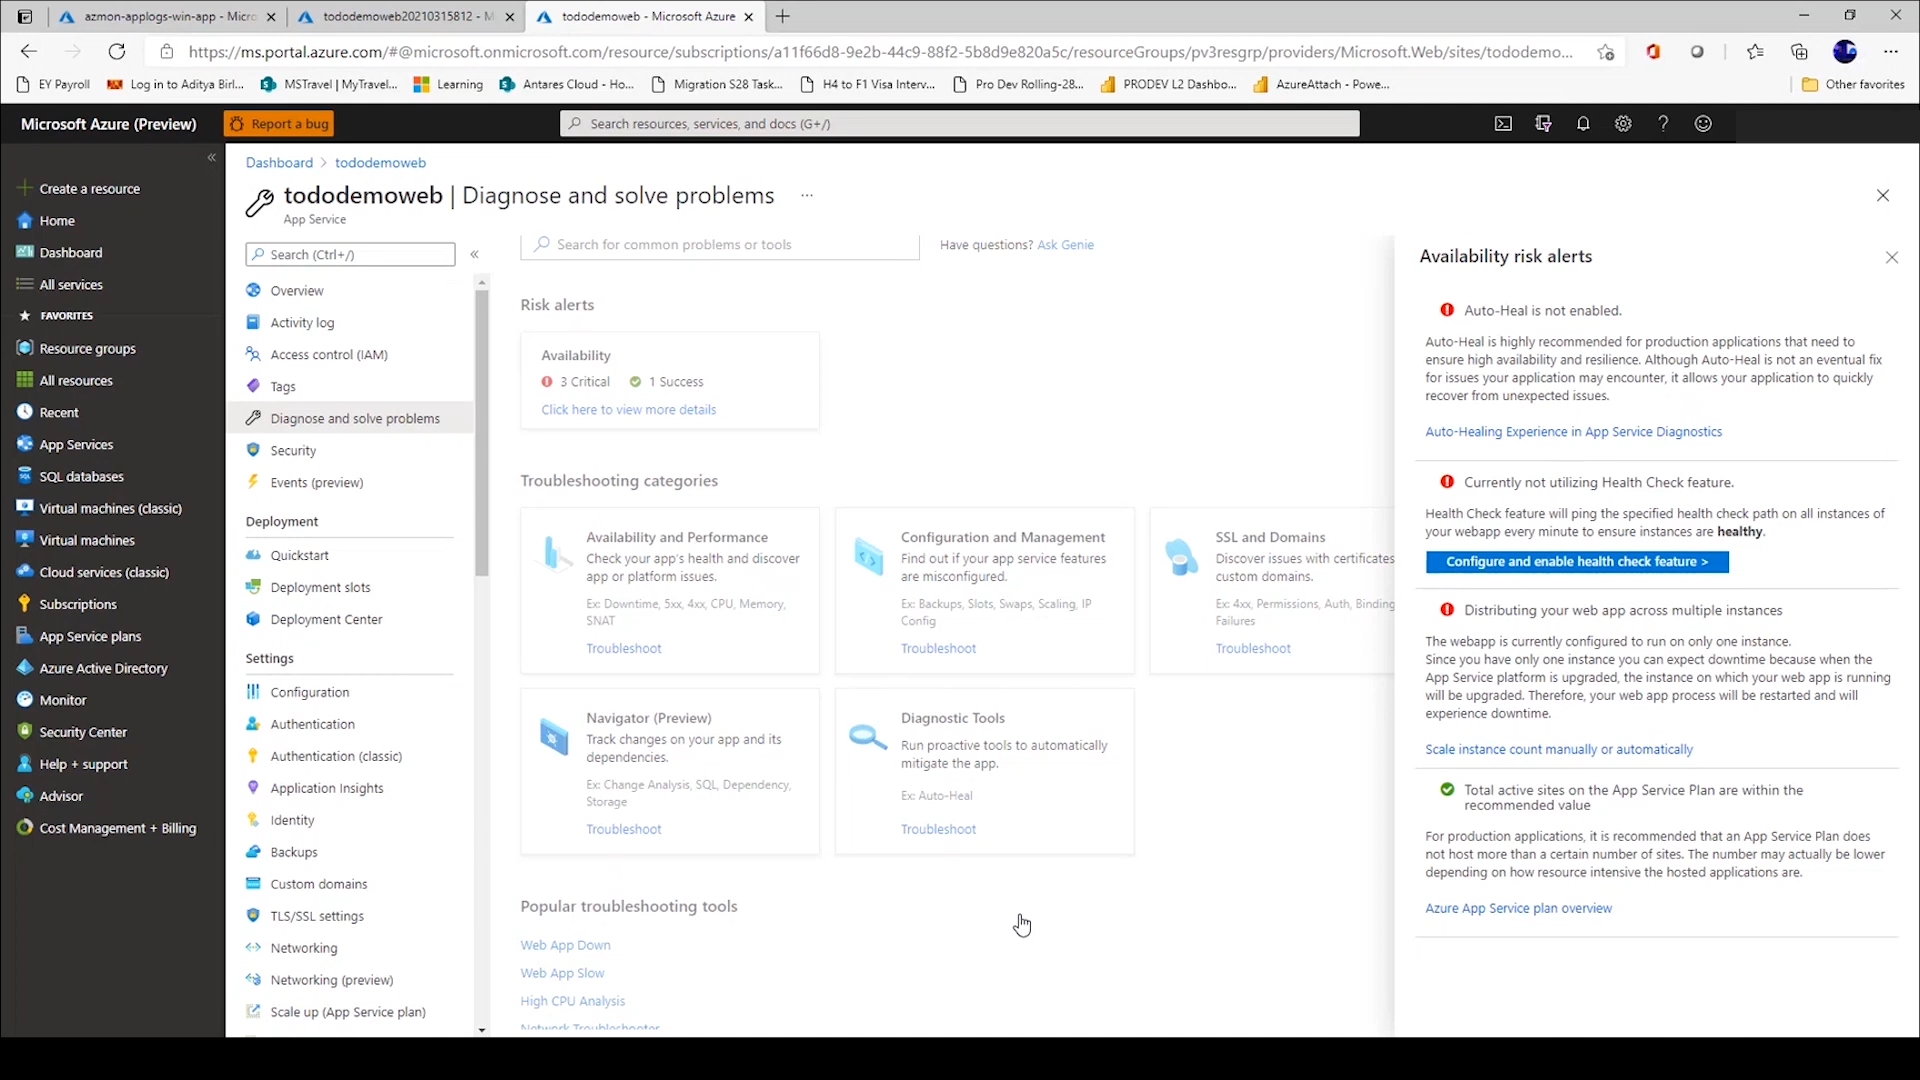 azmon-applogs-win-app - Micro
tododemoweb20210315812 - M
tododemoweb - Microsoft Azure
https://ms.portal.azure.com/#@microsoft.onmicrosoft.com/resource/subscriptions/a11f66d8-9e2b-44c9-88f2-5b8d9e820a5c/resourceGroups/pv3resgrp/providers/Microsoft.Web/sites/tododemo...
EY Payroll
Log in to Aditya Birl...
MSTravel | MyTravel...
Learning
Antares Cloud - Ho...
Migration S28 Task...
H4 to F1 Visa Interv...
Pro Dev Rolling-28...
PRODEV L2 Dashbo...
AzureAttach - Powe...
Other favorites
Microsoft Azure (Preview)
Report a bug
Search resources, services, and docs (G+/)
Create a resource
Home
Dashboard
All services
FAVORITES
Resource groups
All resources
Recent
App Services
SQL databases
Virtual machines (classic)
Virtual machines
Cloud services (classic)
Subscriptions
App Service plans
Azure Active Directory
Monitor
Security Center
Help + support
Advisor
Cost Management + Billing
Dashboard > tododemoweb
tododemoweb | Diagnose and solve problems ...
App Service
Search (Ctrl+/)
Overview
Activity log
Access control (IAM)
Tags
Diagnose and solve problems
Security
Events (preview)
Deployment
Quickstart
Deployment slots
Deployment Center
Settings
Configuration
Authentication
Authentication (classic)
Application Insights
Identity
Backups
Custom domains
TLS/SSL settings
Networking
Networking (preview)
Scale up (App Service plan)
Search for common problems or tools
Have questions? Ask Genie
Risk alerts
Availability
3 Critical 1 Success
Click here to view more details
Troubleshooting categories
Availability and Performance
Check your app's health and discover
app or platform issues.
Ex: Downtime, 5xx, 4xx, CPU, Memory,
SNAT
Troubleshoot
Configuration and Management
Find out if your app service features
are misconfigured.
Ex: Backups, Slots, Swaps, Scaling, IP
Config
Troubleshoot
SSL and Domains
Discover issues with certificates
custom domains.
Ex: 4xx, Permissions, Auth, Binding
Failures
Troubleshoot
Navigator (Preview)
Track changes on your app and its
dependencies.
Ex: Change Analysis, SQL, Dependency,
Storage
Troubleshoot
Diagnostic Tools
Run proactive tools to automatically
mitigate the app.
Ex: Auto-Heal
Troubleshoot
Popular troubleshooting tools
Web App Down
Web App Slow
High CPU Analysis
Network Troubleshooter
Availability risk alerts
Auto-Heal is not enabled.
Auto-Heal is highly recommended for production applications that need to
ensure high availability and resilience. Although Auto-Heal is not an eventual fix
for issues your application may encounter, it allows your application to quickly
recover from unexpected issues.
Auto-Healing Experience in App Service Diagnostics
Currently not utilizing Health Check feature.
Health Check feature will ping the specified health check path on all instances of
your webapp every minute to ensure instances are healthy.
Configure and enable health check feature >
Distributing your web app across multiple instances
The webapp is currently configured to run on only one instance.
Since you have only one instance you can expect downtime because when the
App Service platform is upgraded, the instance on which your web app is running
will be upgraded. Therefore, your web app process will be restarted and will
experience downtime.
Scale instance count manually or automatically
Total active sites on the App Service Plan are within the
recommended value
For production applications, it is recommended that an App Service Plan does
not host more than a certain number of sites. The number may actually be lower
depending on how resource intensive the hosted applications are.
Azure App Service plan overview